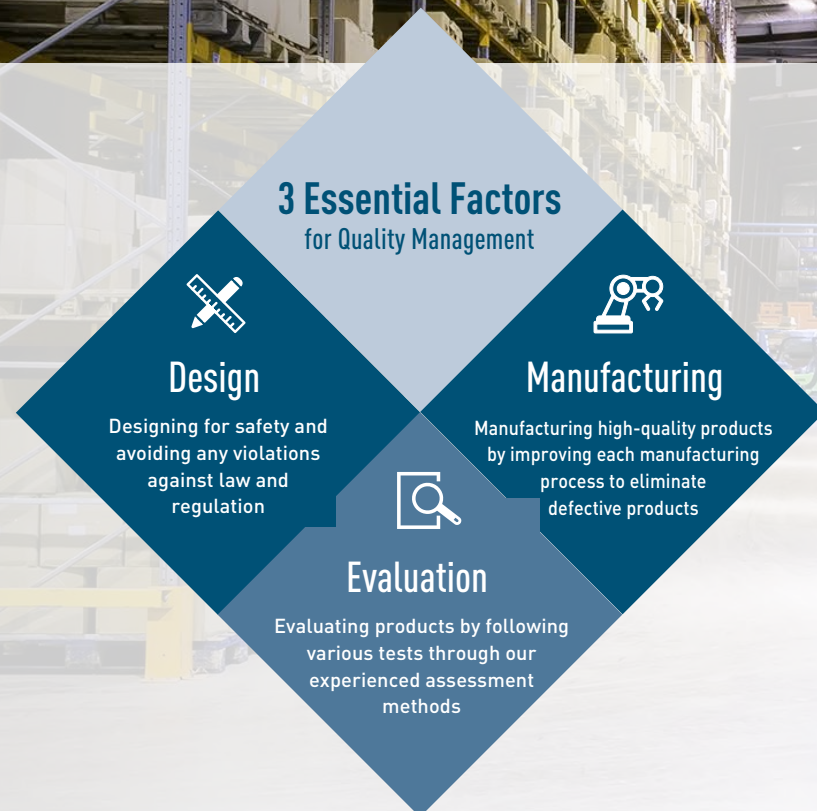 3 Essential Factors
for Quality Management
Design
Designing for safety and
avoiding any violations
against law and
regulation
Manufacturing
Manufacturing high-quality products
by improving each manufacturing
process to eliminate
defective products
Evaluation
Evaluating products by following
various tests through our
experienced assessment
methods